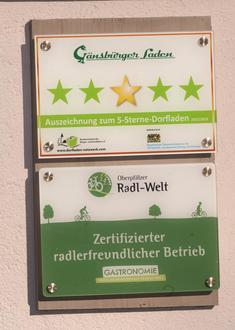 Gänsbürger Laden
Auszeichnung zum 5-Sterne-Dorfladen
www.dorfladen-netzwerk.com
Oberpfälzer
Radl-Welt
Zertifizierter
radlerfreundlicher Betrieb
GASTRONOMIE